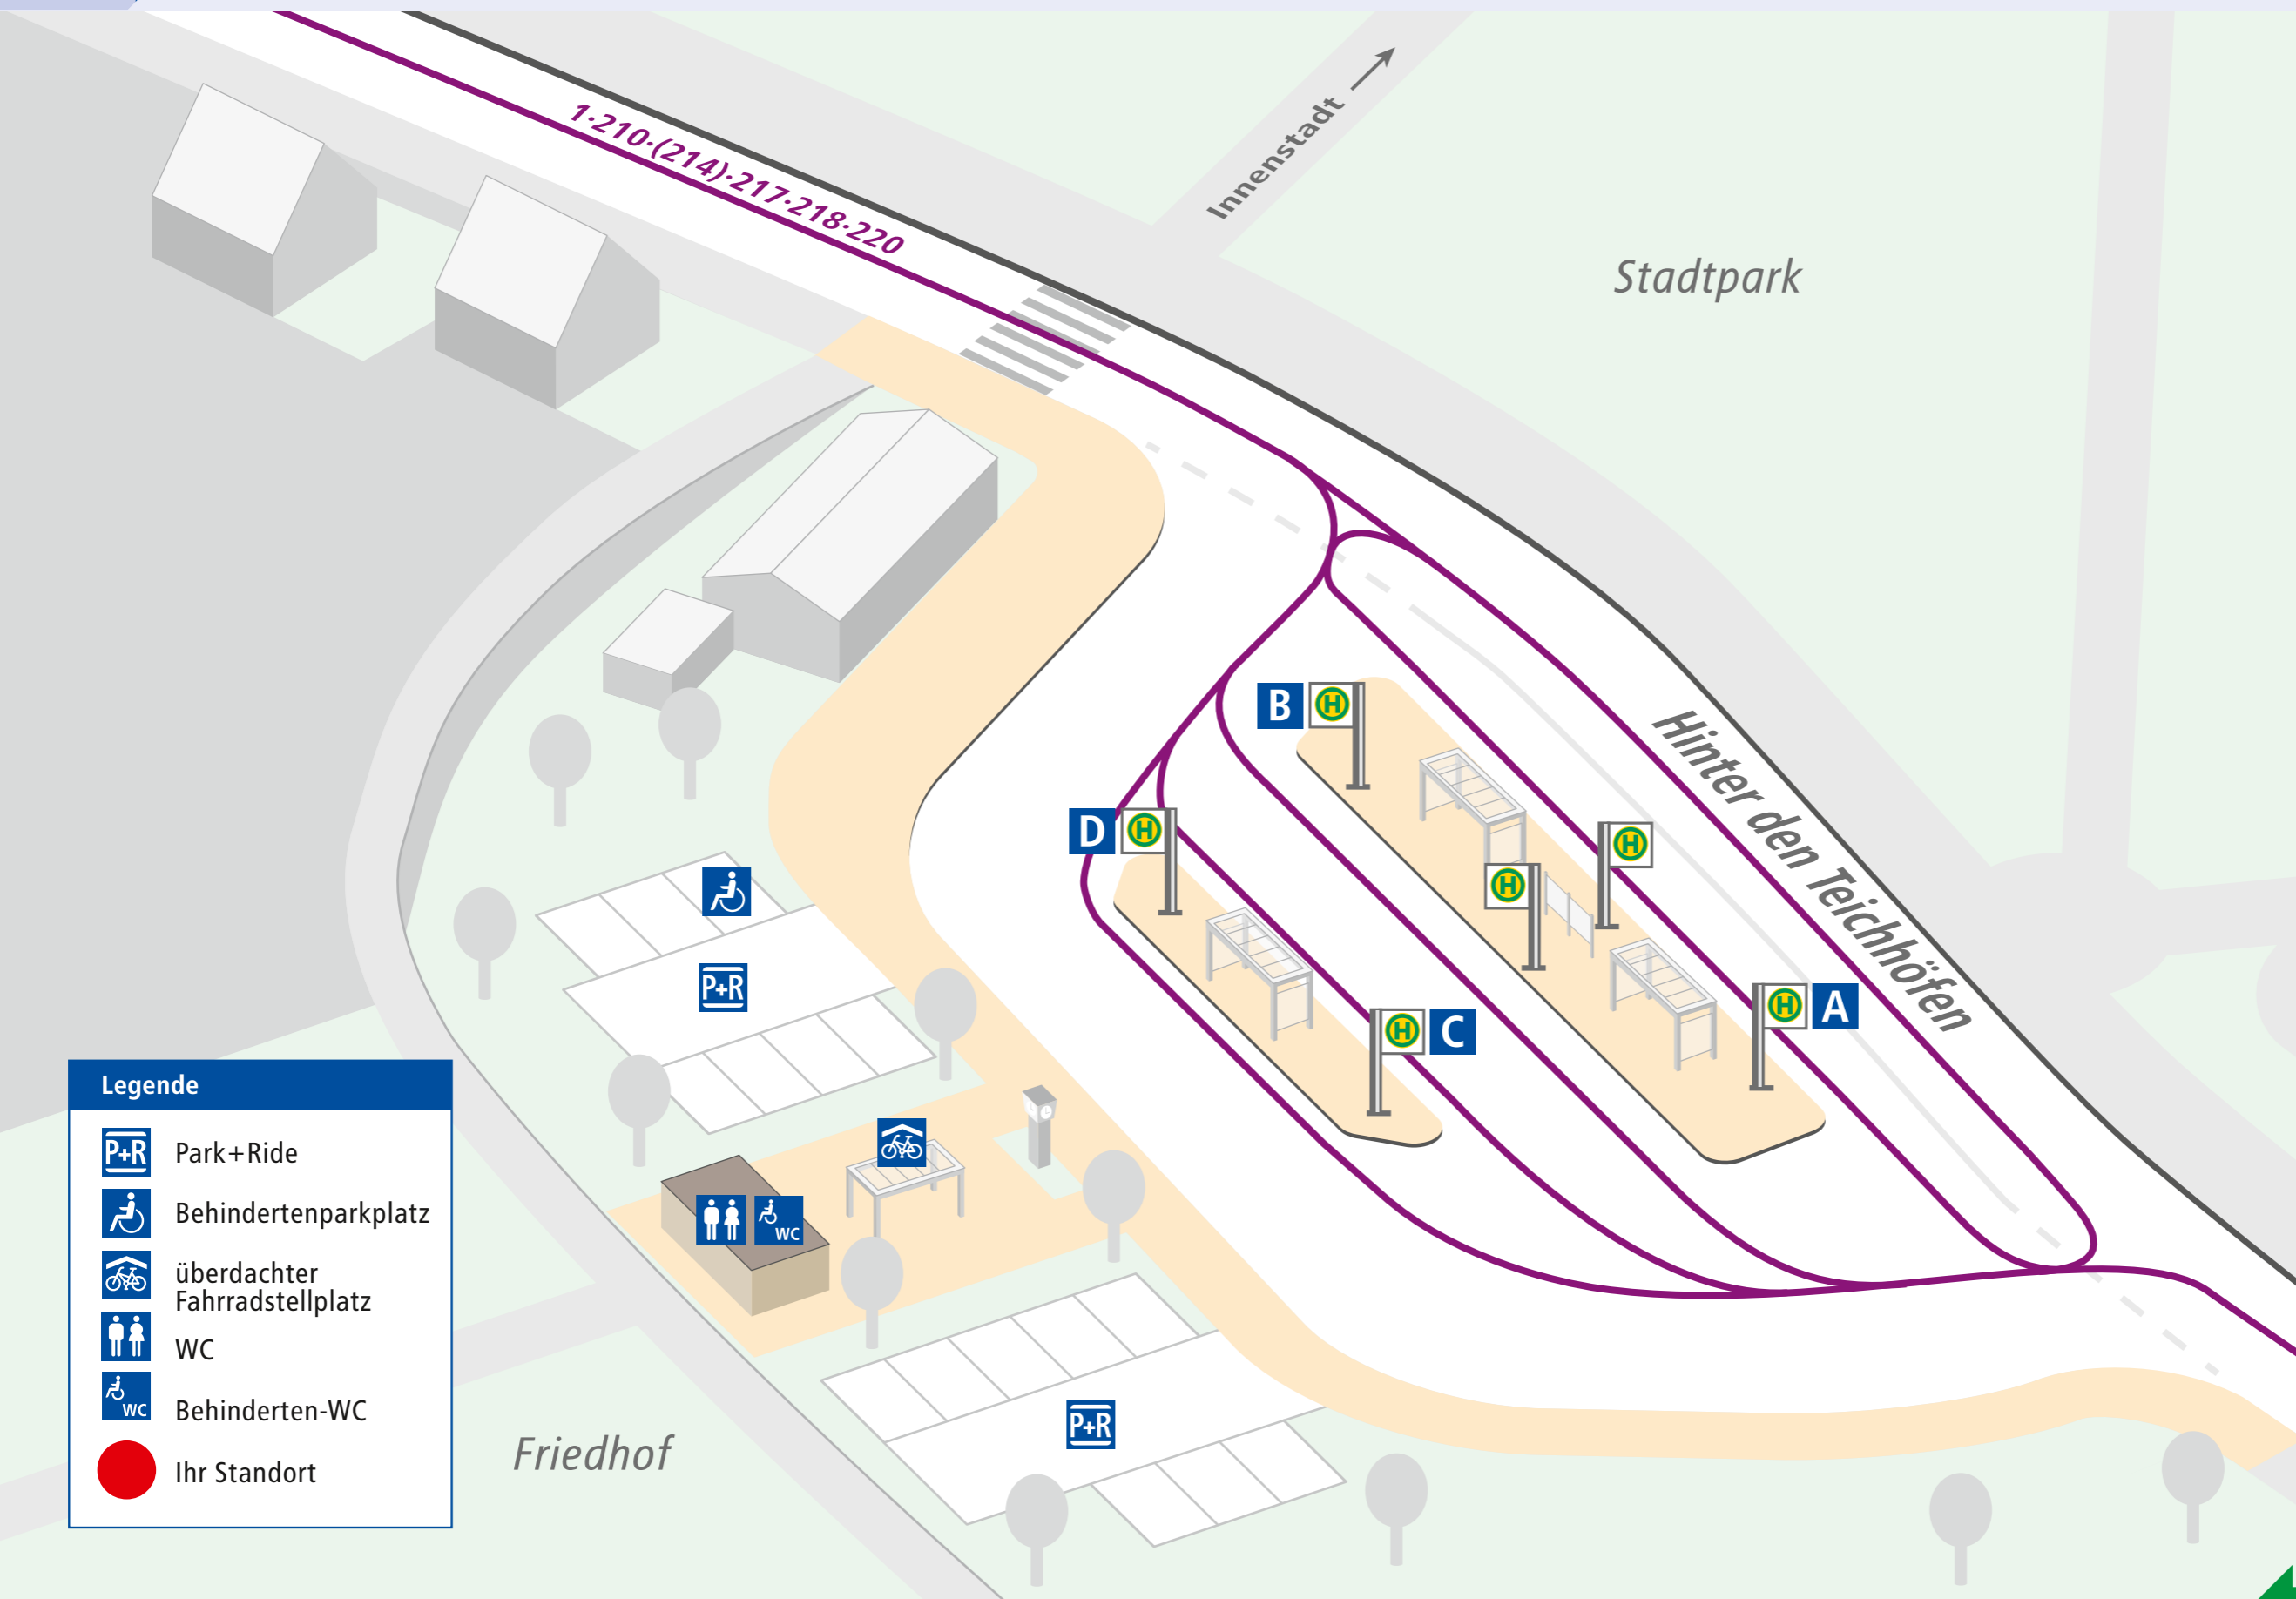 1·210·(214)·217·218·220
Innenstadt
Stadtpark
B H
Hinter den Teichhöfen
D H
H
H
H A
H C
P+R
WC
P+R
Friedhof
Legende
P+R Park+Ride
Behindertenparkplatz
überdachter
Fahrradstellplatz
WC
WC Behinderten-WC
Ihr Standort